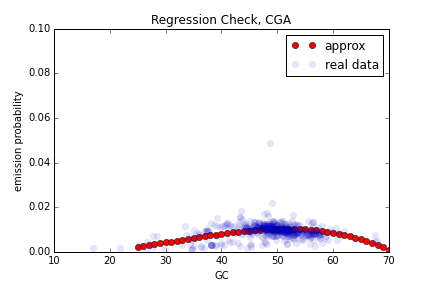 Regression Check, CGA
0.10
approx
real data
0.08
0.06
0.04
0.02
0.00
emission probability
10 20 30 40 50 60 70
GC